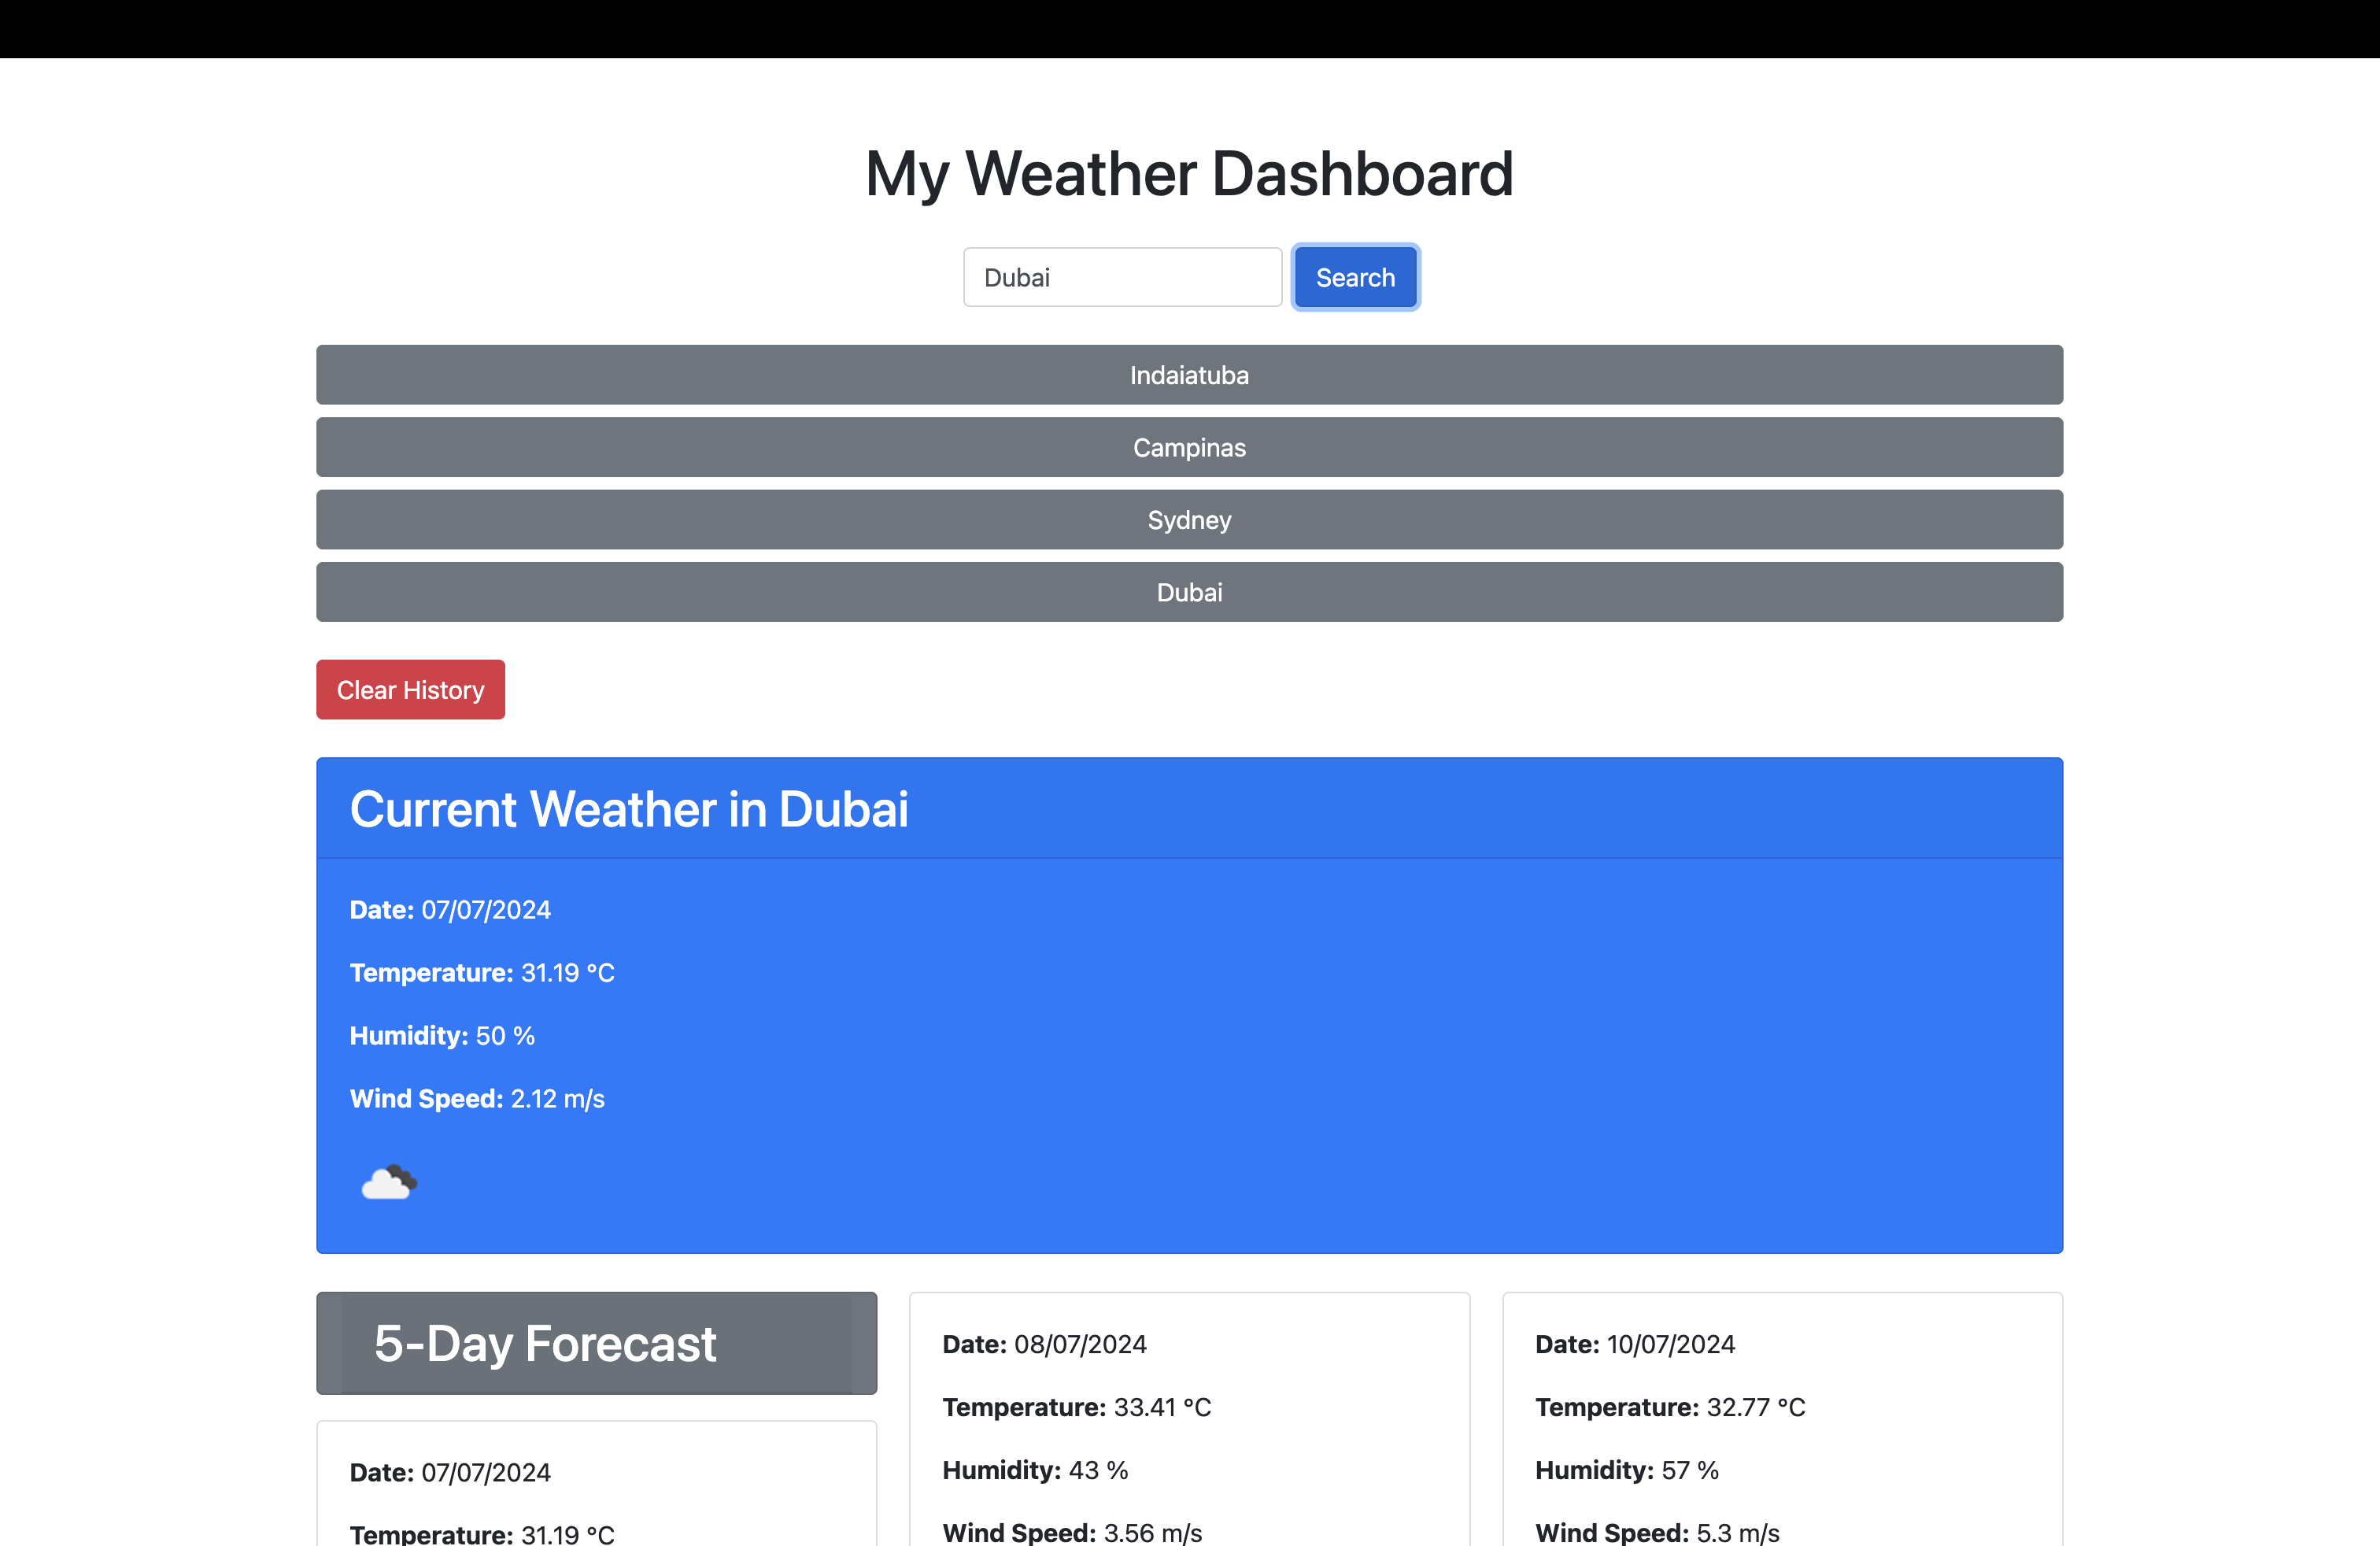 My Weather Dashboard
Dubai
Search
Indaiatuba
Campinas
Sydney
Dubai
Clear History
Current Weather in Dubai
Date: 07/07/2024
Temperature: 31.19 °C
Humidity: 50 %
Wind Speed: 2.12 m/s
5-Day Forecast
Date: 07/07/2024
Temperature: 31.19 °C
Date: 08/07/2024
Temperature: 33.41 °C
Humidity: 43 %
Wind Speed: 3.56 m/s
Date: 10/07/2024
Temperature: 32.77 °C
Humidity: 57 %
Wind Speed: 5.3 m/s